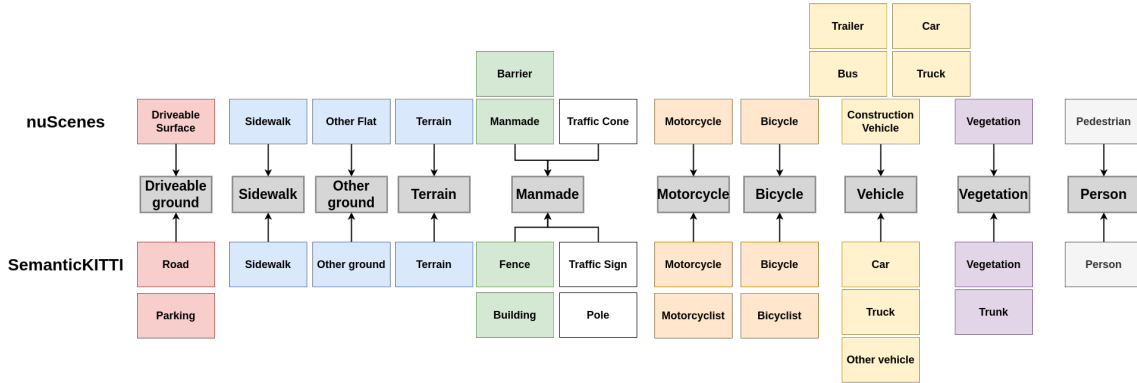 Trailer
Car
Barrier
Bus
Truck
nuScenes
Driveable
Surface
Sidewalk
Other Flat
Terrain
Manmade
Traffic Cone
Motorcycle
Bicycle
Construction
Vehicle
Vegetation
Pedestrian
Driveable
ground
Sidewalk
Other
ground
Terrain
Manmade
Motorcycle
Bicycle
Vehicle
Vegetation
Person
SemanticKITTI
Road
Sidewalk
Other ground
Terrain
Fence
Traffic Sign
Motorcycle
Bicycle
Car
Vegetation
Person
Parking
Building
Pole
Motorcyclist
Bicyclist
Truck
Trunk
Other vehicle